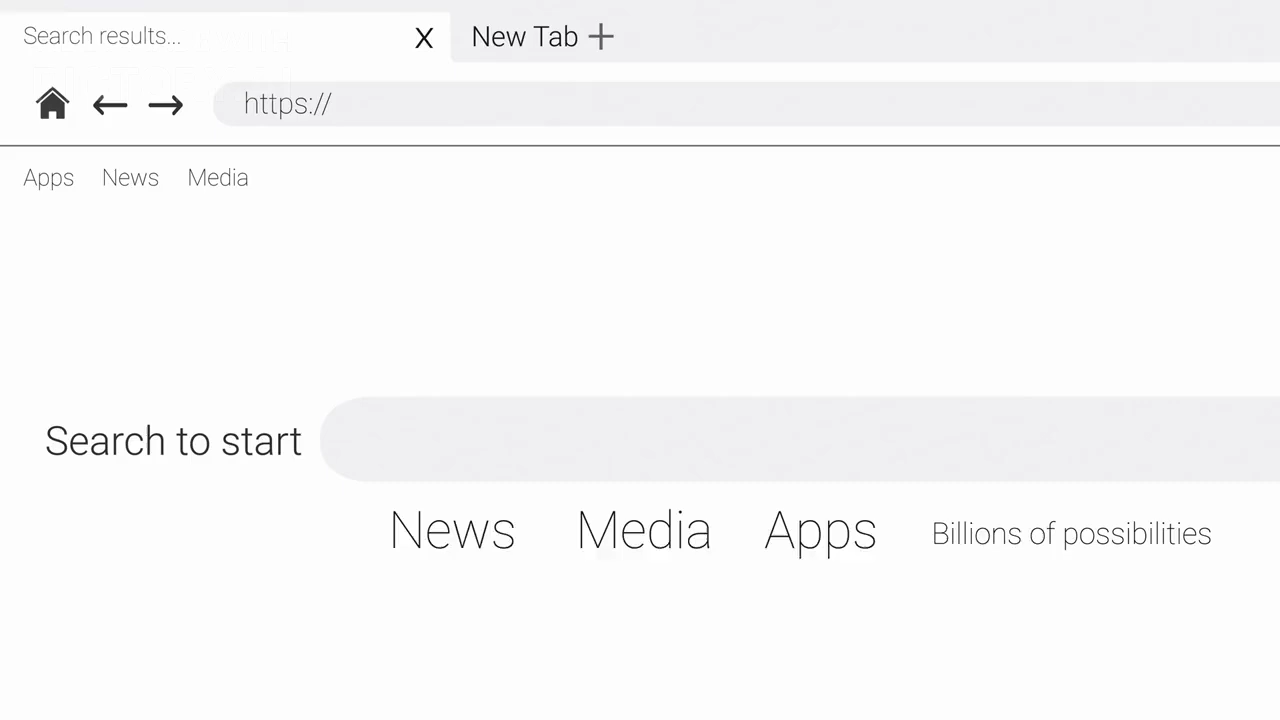 Search results... X New Tab +
https://
Apps News Media
Search to start
News Media Apps Billions of possibilities